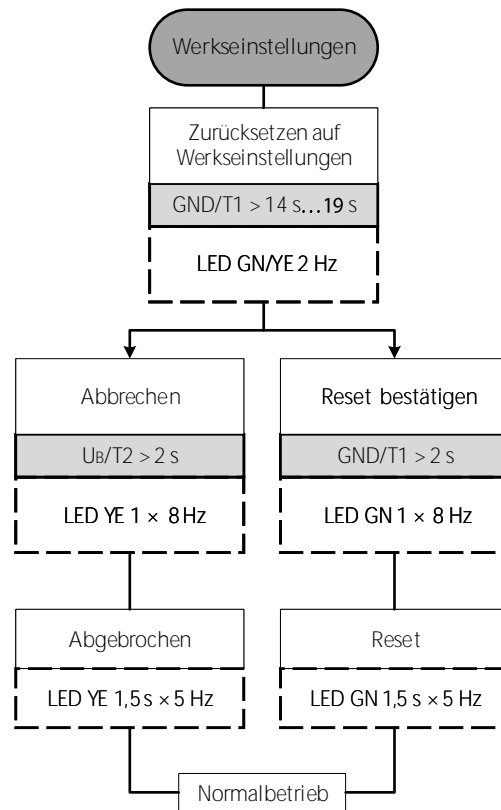 Werkseinstellungen
Zurücksetzen auf
Werkseinstellungen
GND/T1 > 14 s...19 s
LED GN/YE 2 Hz
Abbrechen
UB/T2 > 2 s
LED YE 1 × 8 Hz
Reset bestätigen
GND/T1 > 2 s
LED GN 1 × 8 Hz
Abgebrochen
LED YE 1,5 s × 5 Hz
Reset
LED GN 1,5 s × 5 Hz
Normalbetrieb